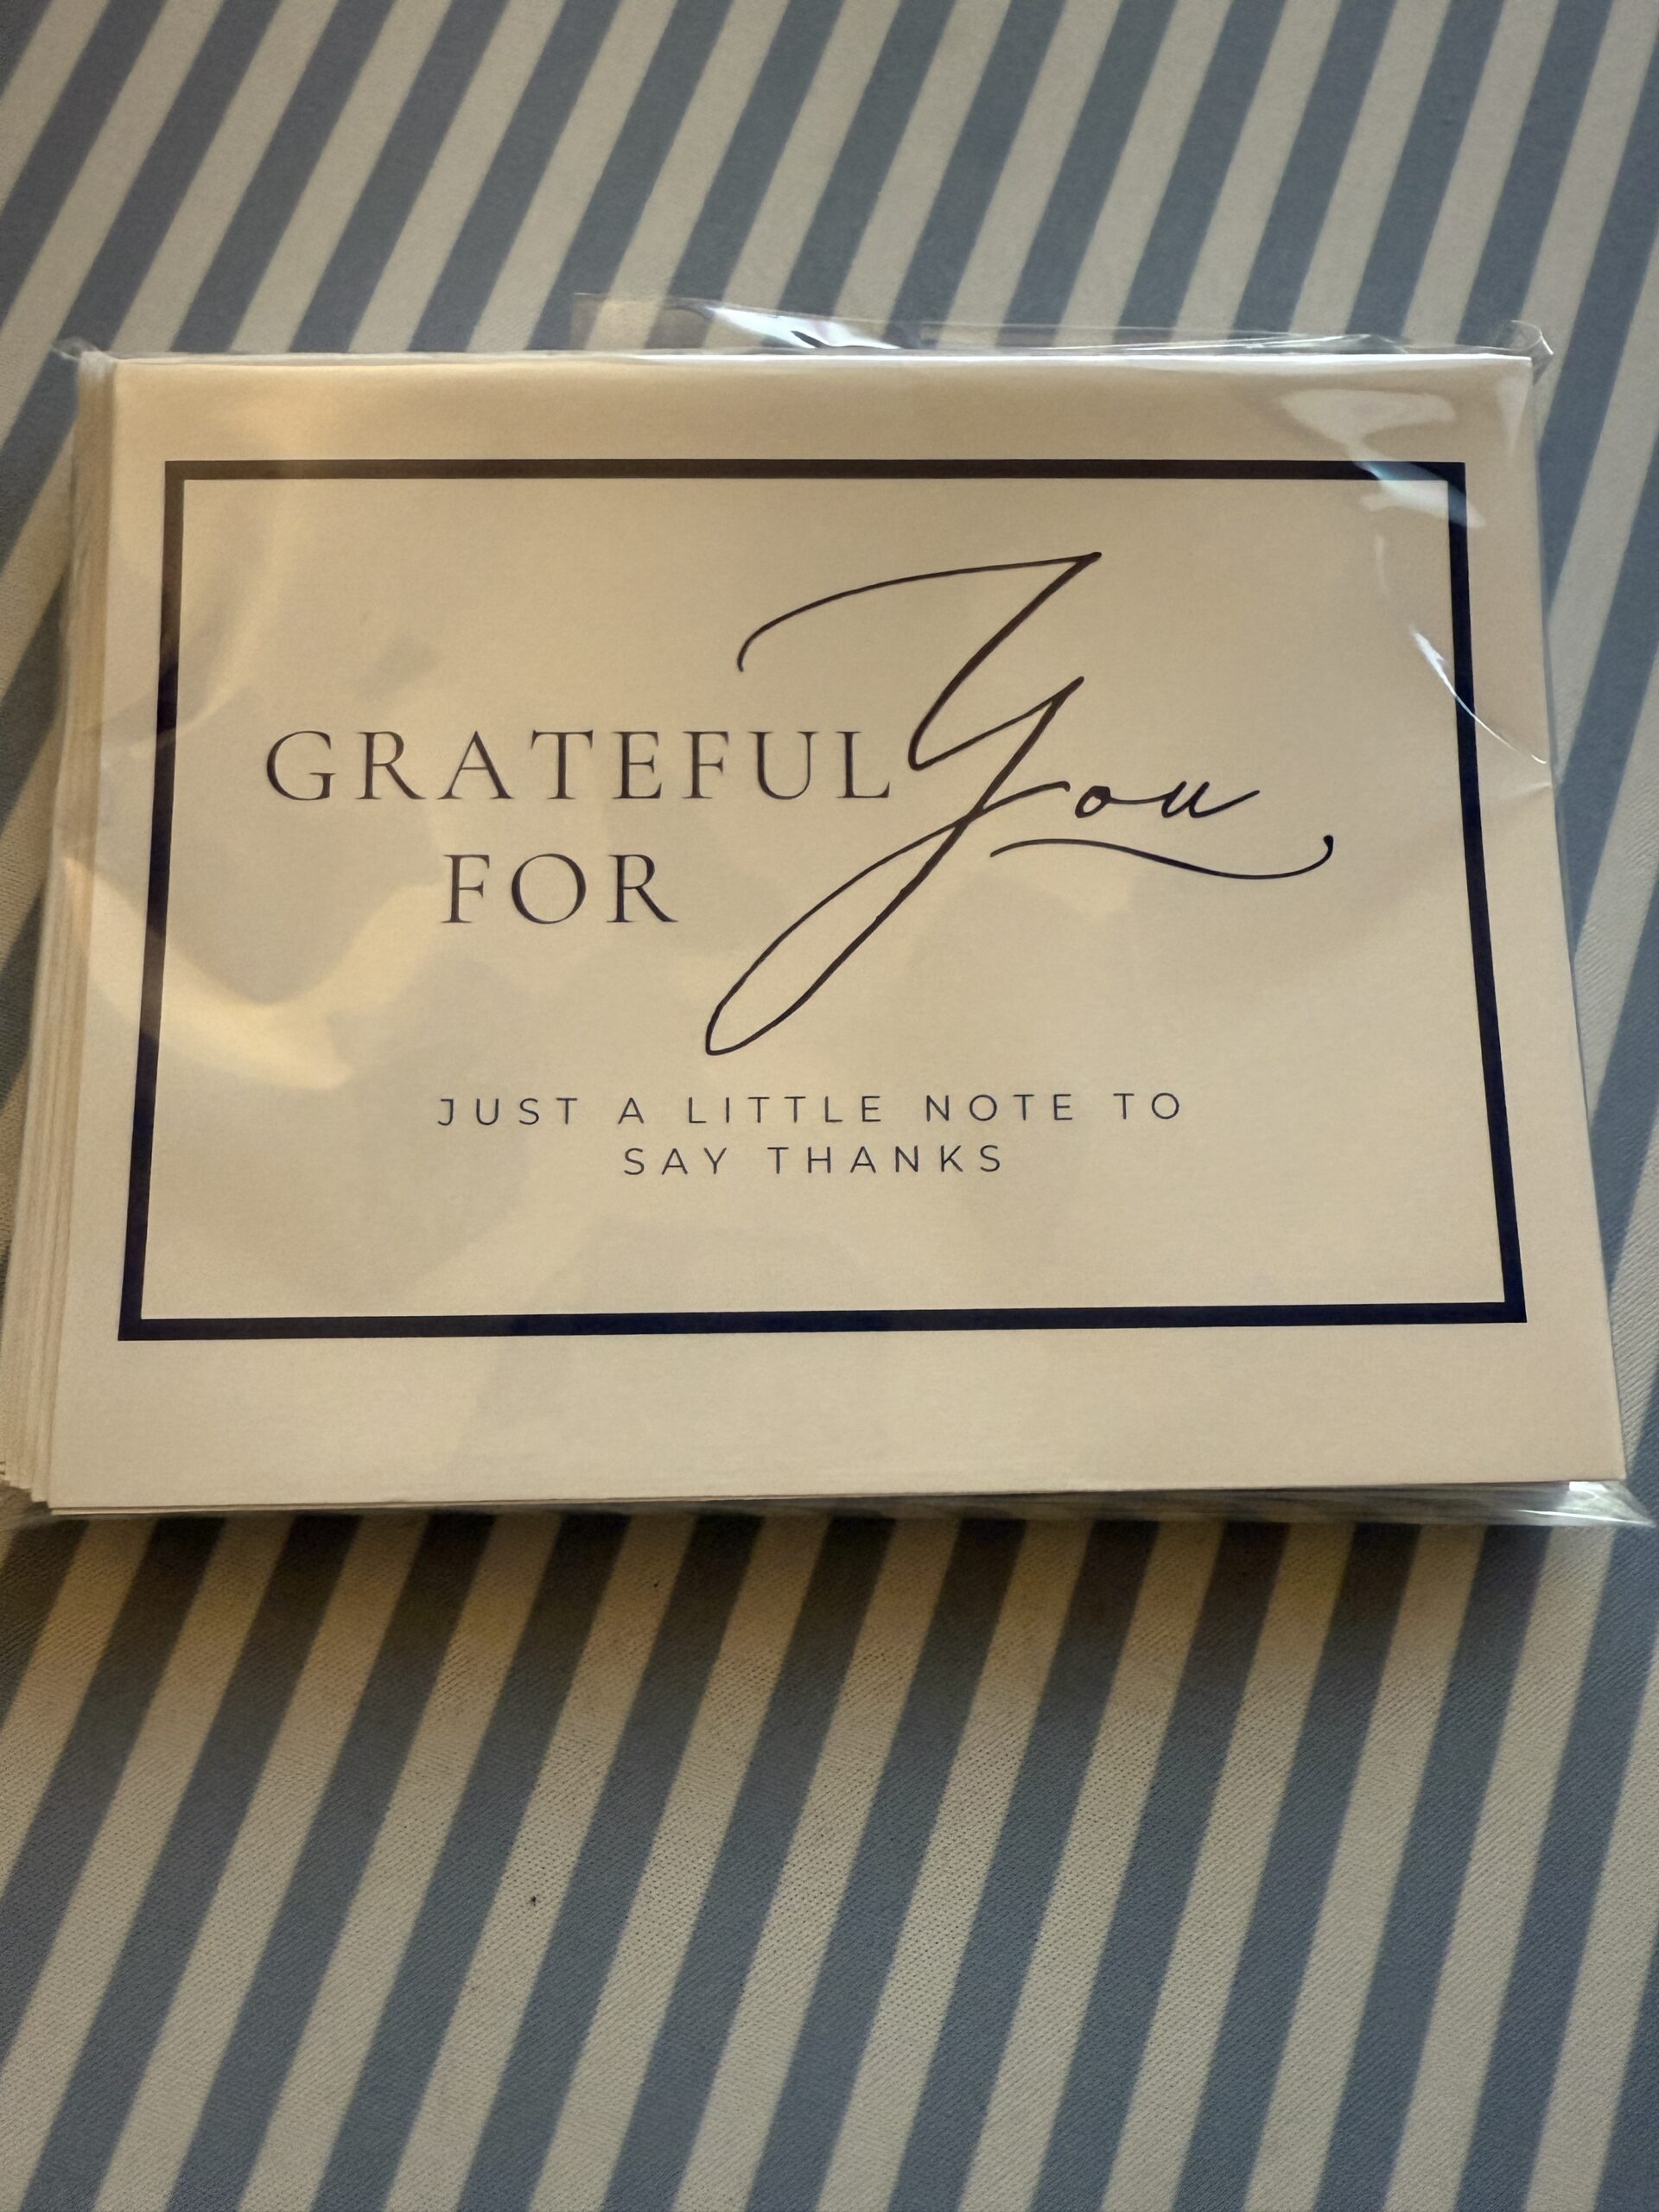 GRATEFUL You
FOR
JUST A LITTLE NOTE TO
SAY THANKS